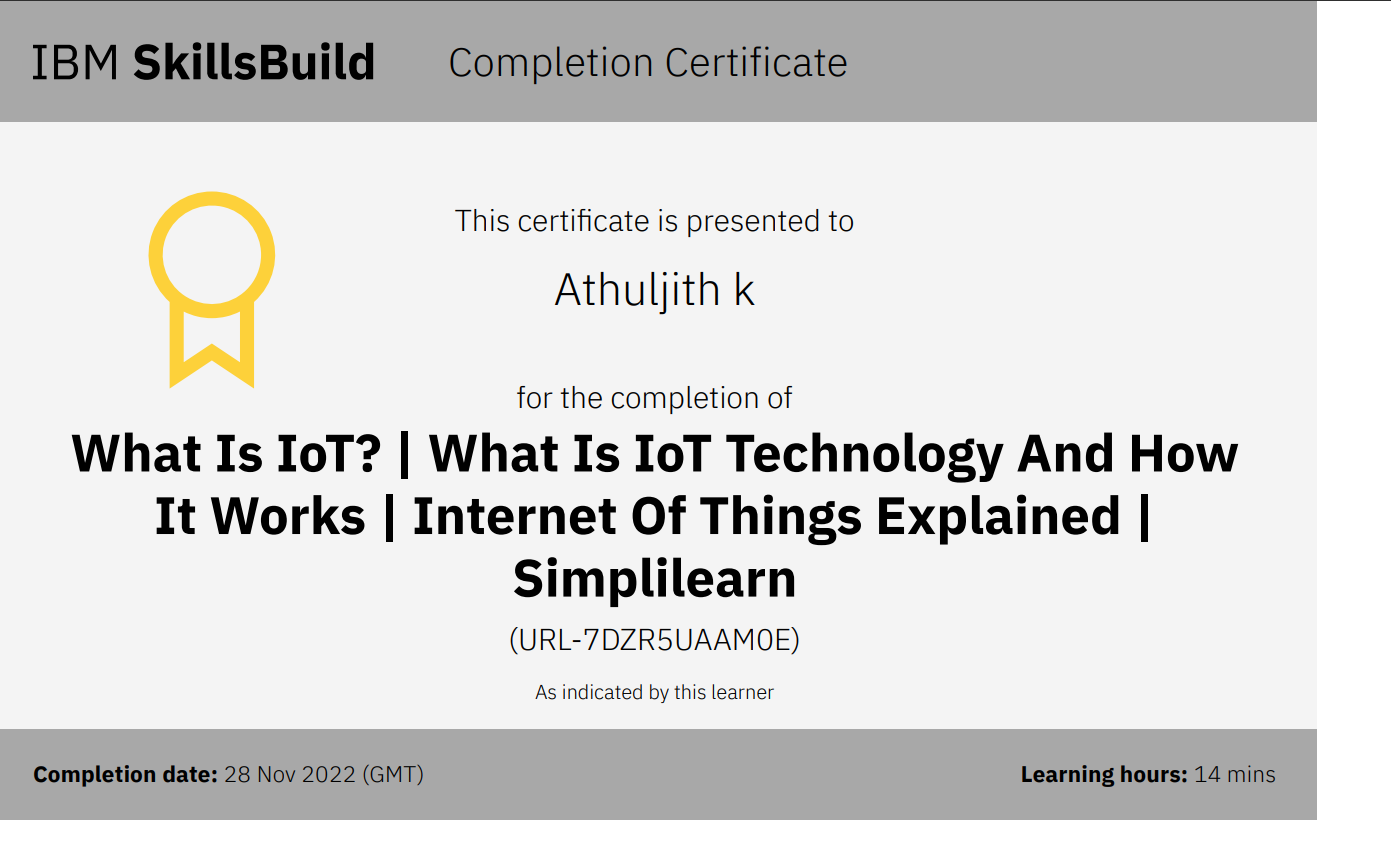 IBM SkillsBuild Completion Certificate
This certificate is presented to
Athuljith k
for the completion of
What Is IoT? | What Is IoT Technology And How
It Works | Internet Of Things Explained |
Simplilearn
(URL-7DZR5UAAM0E)
As indicated by this learner
Completion date: 28 Nov 2022 (GMT) Learning hours: 14 mins